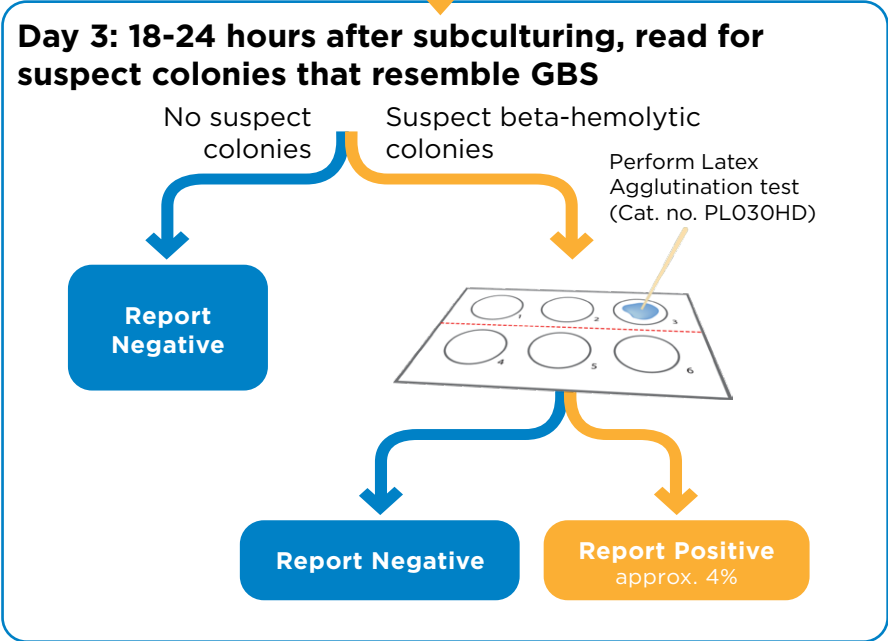 Day 3: 18-24 hours after subculturing, read for
suspect colonies that resemble GBS
No suspect
colonies
Suspect beta-hemolytic
colonies
Perform Latex
Agglutination test
(Cat. no. PL030HD)
Report
Negative
1
2
3
4
5
6
Report Negative
Report Positive
approx. 4%